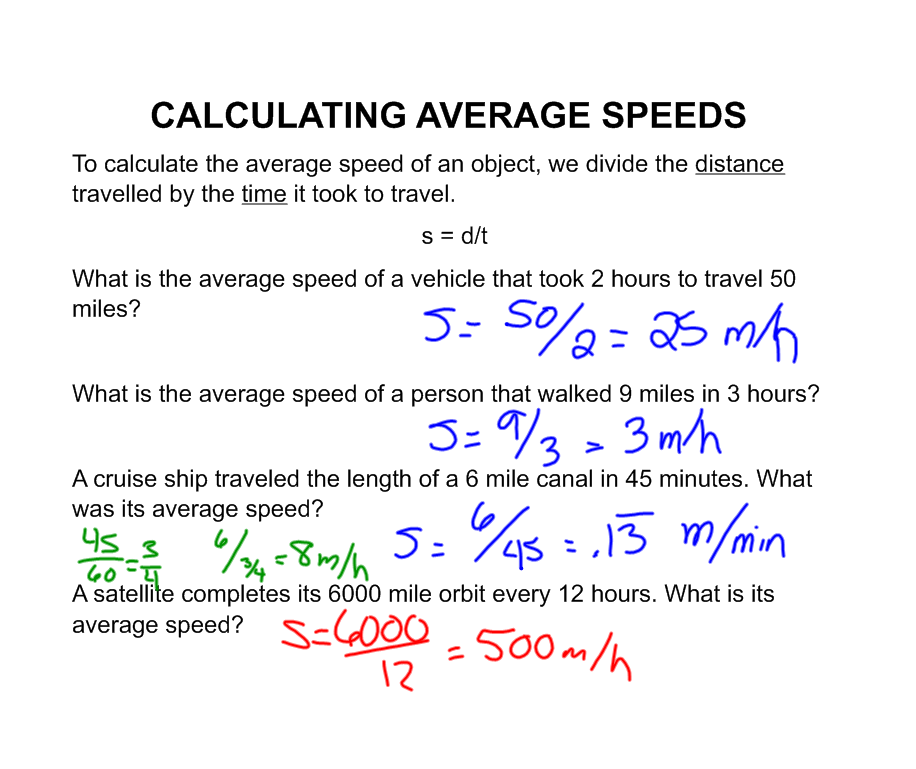 CALCULATING AVERAGE SPEEDS
To calculate the average speed of an object, we divide the distance
travelled by the time it took to travel.
s = d/t
What is the average speed of a vehicle that took 2 hours to travel 50
miles?
S = 50/2 = 25 m/h
What is the average speed of a person that walked 9 miles in 3 hours?
S = 9/3 = 3 m/h
A cruise ship traveled the length of a 6 mile canal in 45 minutes. What
was its average speed?
45/60 = 3/4 6/3/4 = 8 m/h S = 6/45 = .13̅ m/min
A satellite completes its 6000 mile orbit every 12 hours. What is its
average speed?
S = 6000/12 = 500 m/h